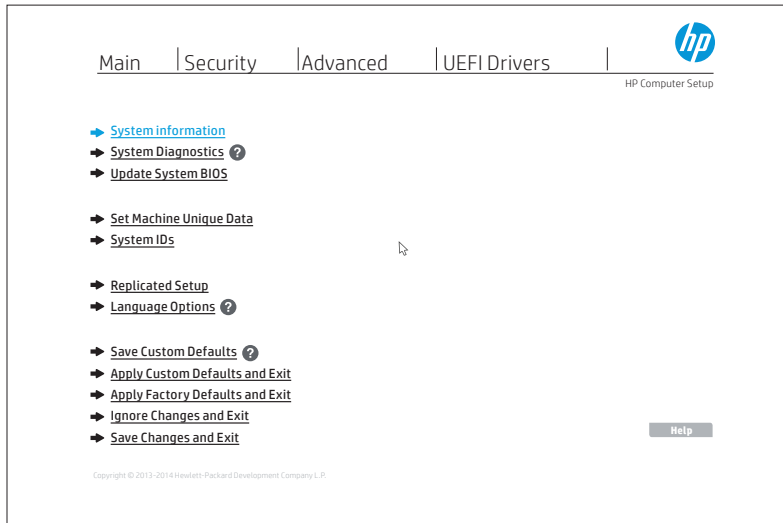 hp
Main Security Advanced UEFI Drivers
HP Computer Setup
System information
System Diagnostics ?
Update System BIOS
Set Machine Unique Data
System IDs
Replicated Setup
Language Options ?
Save Custom Defaults ?
Apply Custom Defaults and Exit
Apply Factory Defaults and Exit
Ignore Changes and Exit
Save Changes and Exit
Help
Copyright © 2013-2014 Hewlett-Packard Development Company L.P.